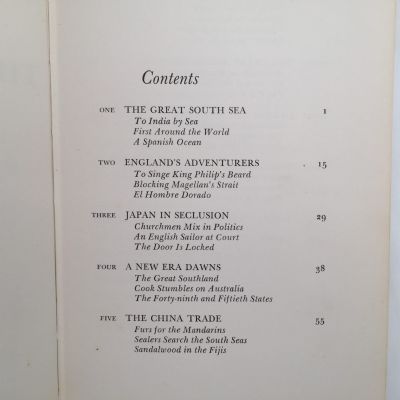 Contents
ONE THE GREAT SOUTH SEA 1
To India by Sea
First Around the World
A Spanish Ocean
TWO ENGLAND'S ADVENTURERS 15
To Singe King Philip's Beard
Blocking Magellan's Strait
El Hombre Dorado
THREE JAPAN IN SECLUSION 29
Churchmen Mix in Politics
An English Sailor at Court
The Door Is Locked
FOUR A NEW ERA DAWNS 38
The Great Southland
Cook Stumbles on Australia
The Forty-ninth and Fiftieth States
FIVE THE CHINA TRADE 55
Furs for the Mandarins
Sealers Search the South Seas
Sandalwood in the Fijis